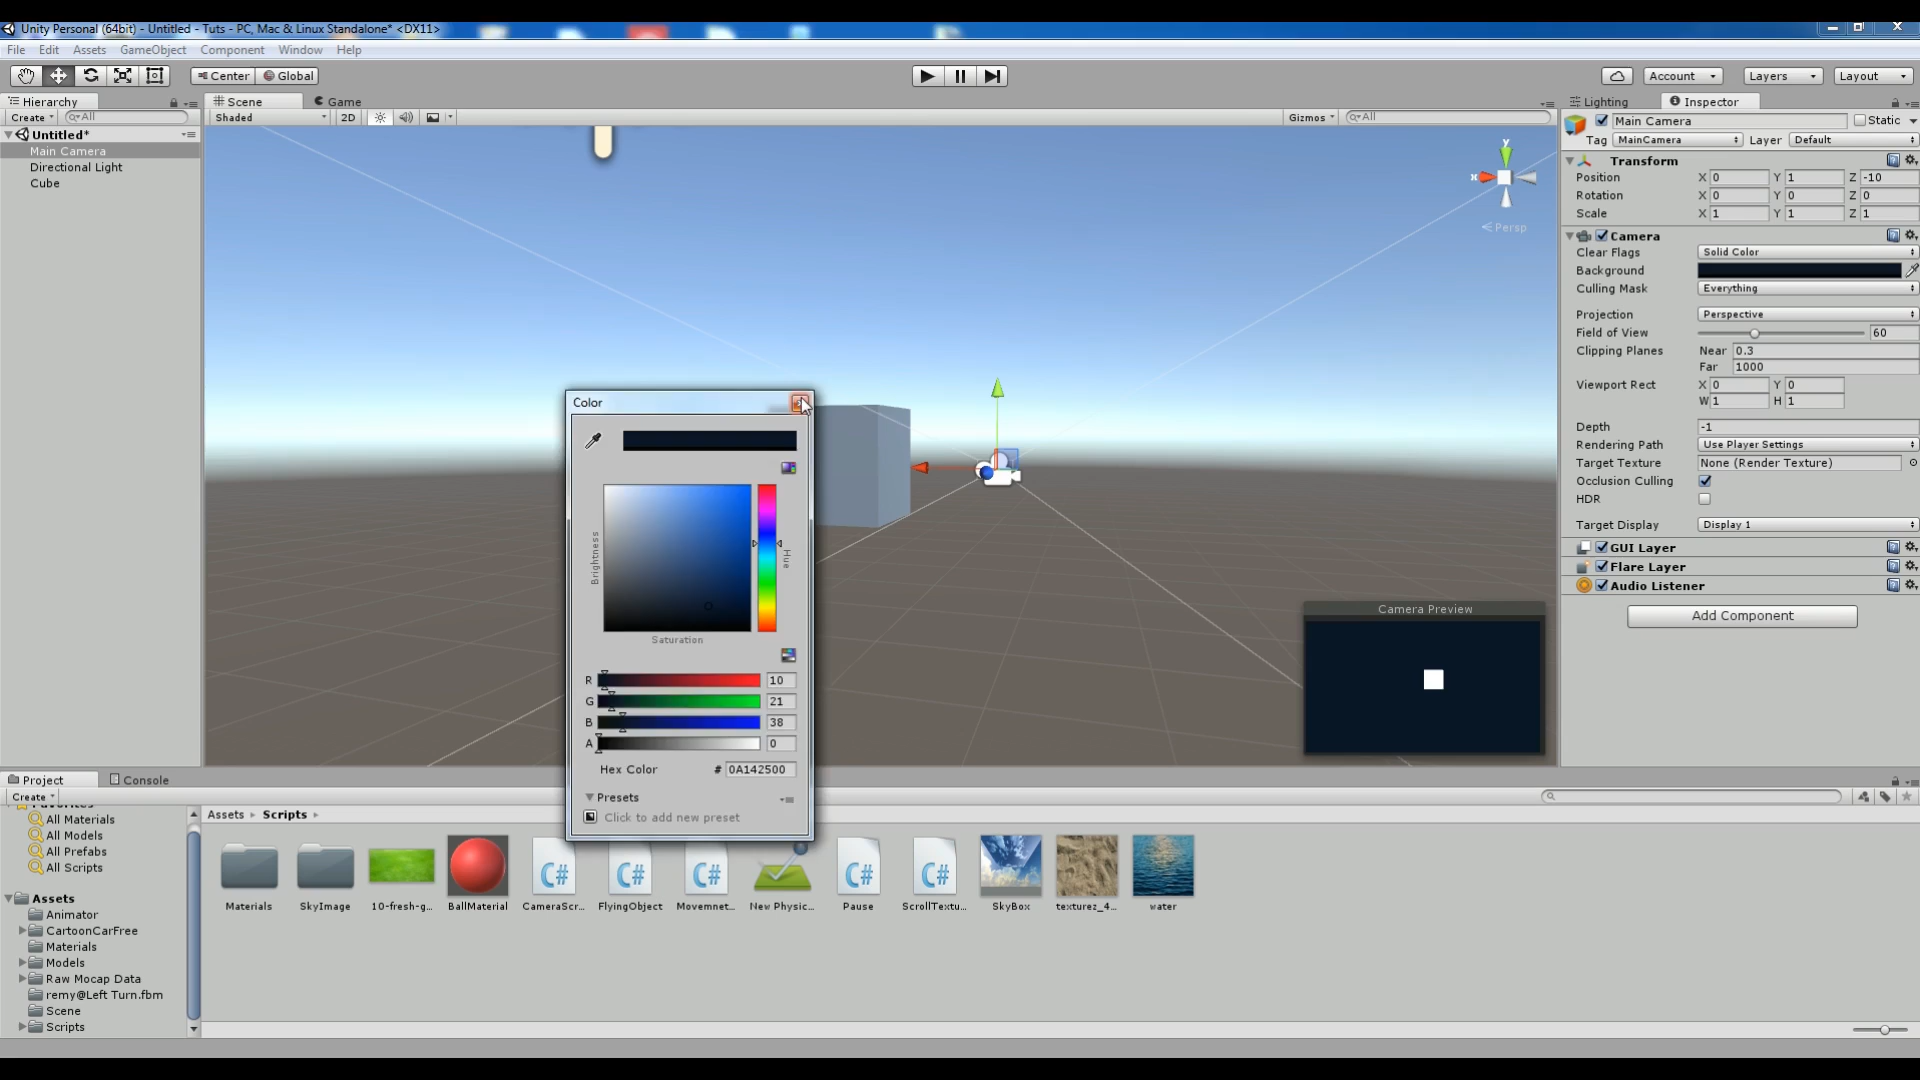 Unity Personal (64bit) - Untitled - Tuts - PC, Mac & Linux Standalone* <DX11>
File Edit Assets GameObject Component Window Help
Center Global Account Layers Layout
Hierarchy Scene Game Lighting Inspector
Create All Shaded 2D Gizmos All
Untitled*
Main Camera
Directional Light
Cube
y
x
Persp
Main Camera Static
Tag MainCamera Layer Default
Transform
Position X 0 Y 1 Z -10
Rotation X 0 Y 0 Z 0
Scale X 1 Y 1 Z 1
Camera
Clear Flags Solid Color
Background
Culling Mask Everything
Projection Perspective
Field of View 60
Clipping Planes Near 0.3
Far 1000
Viewport Rect X 0 Y 0
W 1 H 1
Depth -1
Rendering Path Use Player Settings
Target Texture None (Render Texture)
Occlusion Culling
HDR
Target Display Display 1
GUI Layer
Flare Layer
Audio Listener
Add Component
Camera Preview
Color
Brightness
Hue
Saturation
R 10
G 21
B 38
A 0
Hex Color # 0A142500
Presets
Click to add new preset
Project Console
Create
Favorites
All Materials
All Models
All Prefabs
All Scripts
Assets
Animator
CartoonCarFree
Materials
Models
Raw Mocap Data
remy@Left Turn.fbm
Scene
Scripts
Assets Scripts
C# C# C# C# C#
Materials SkyImage 10-fresh-g... BallMaterial CameraScr... FlyingObject Movemnet... New Physic... Pause ScrollTextu... SkyBox texturez_4... water